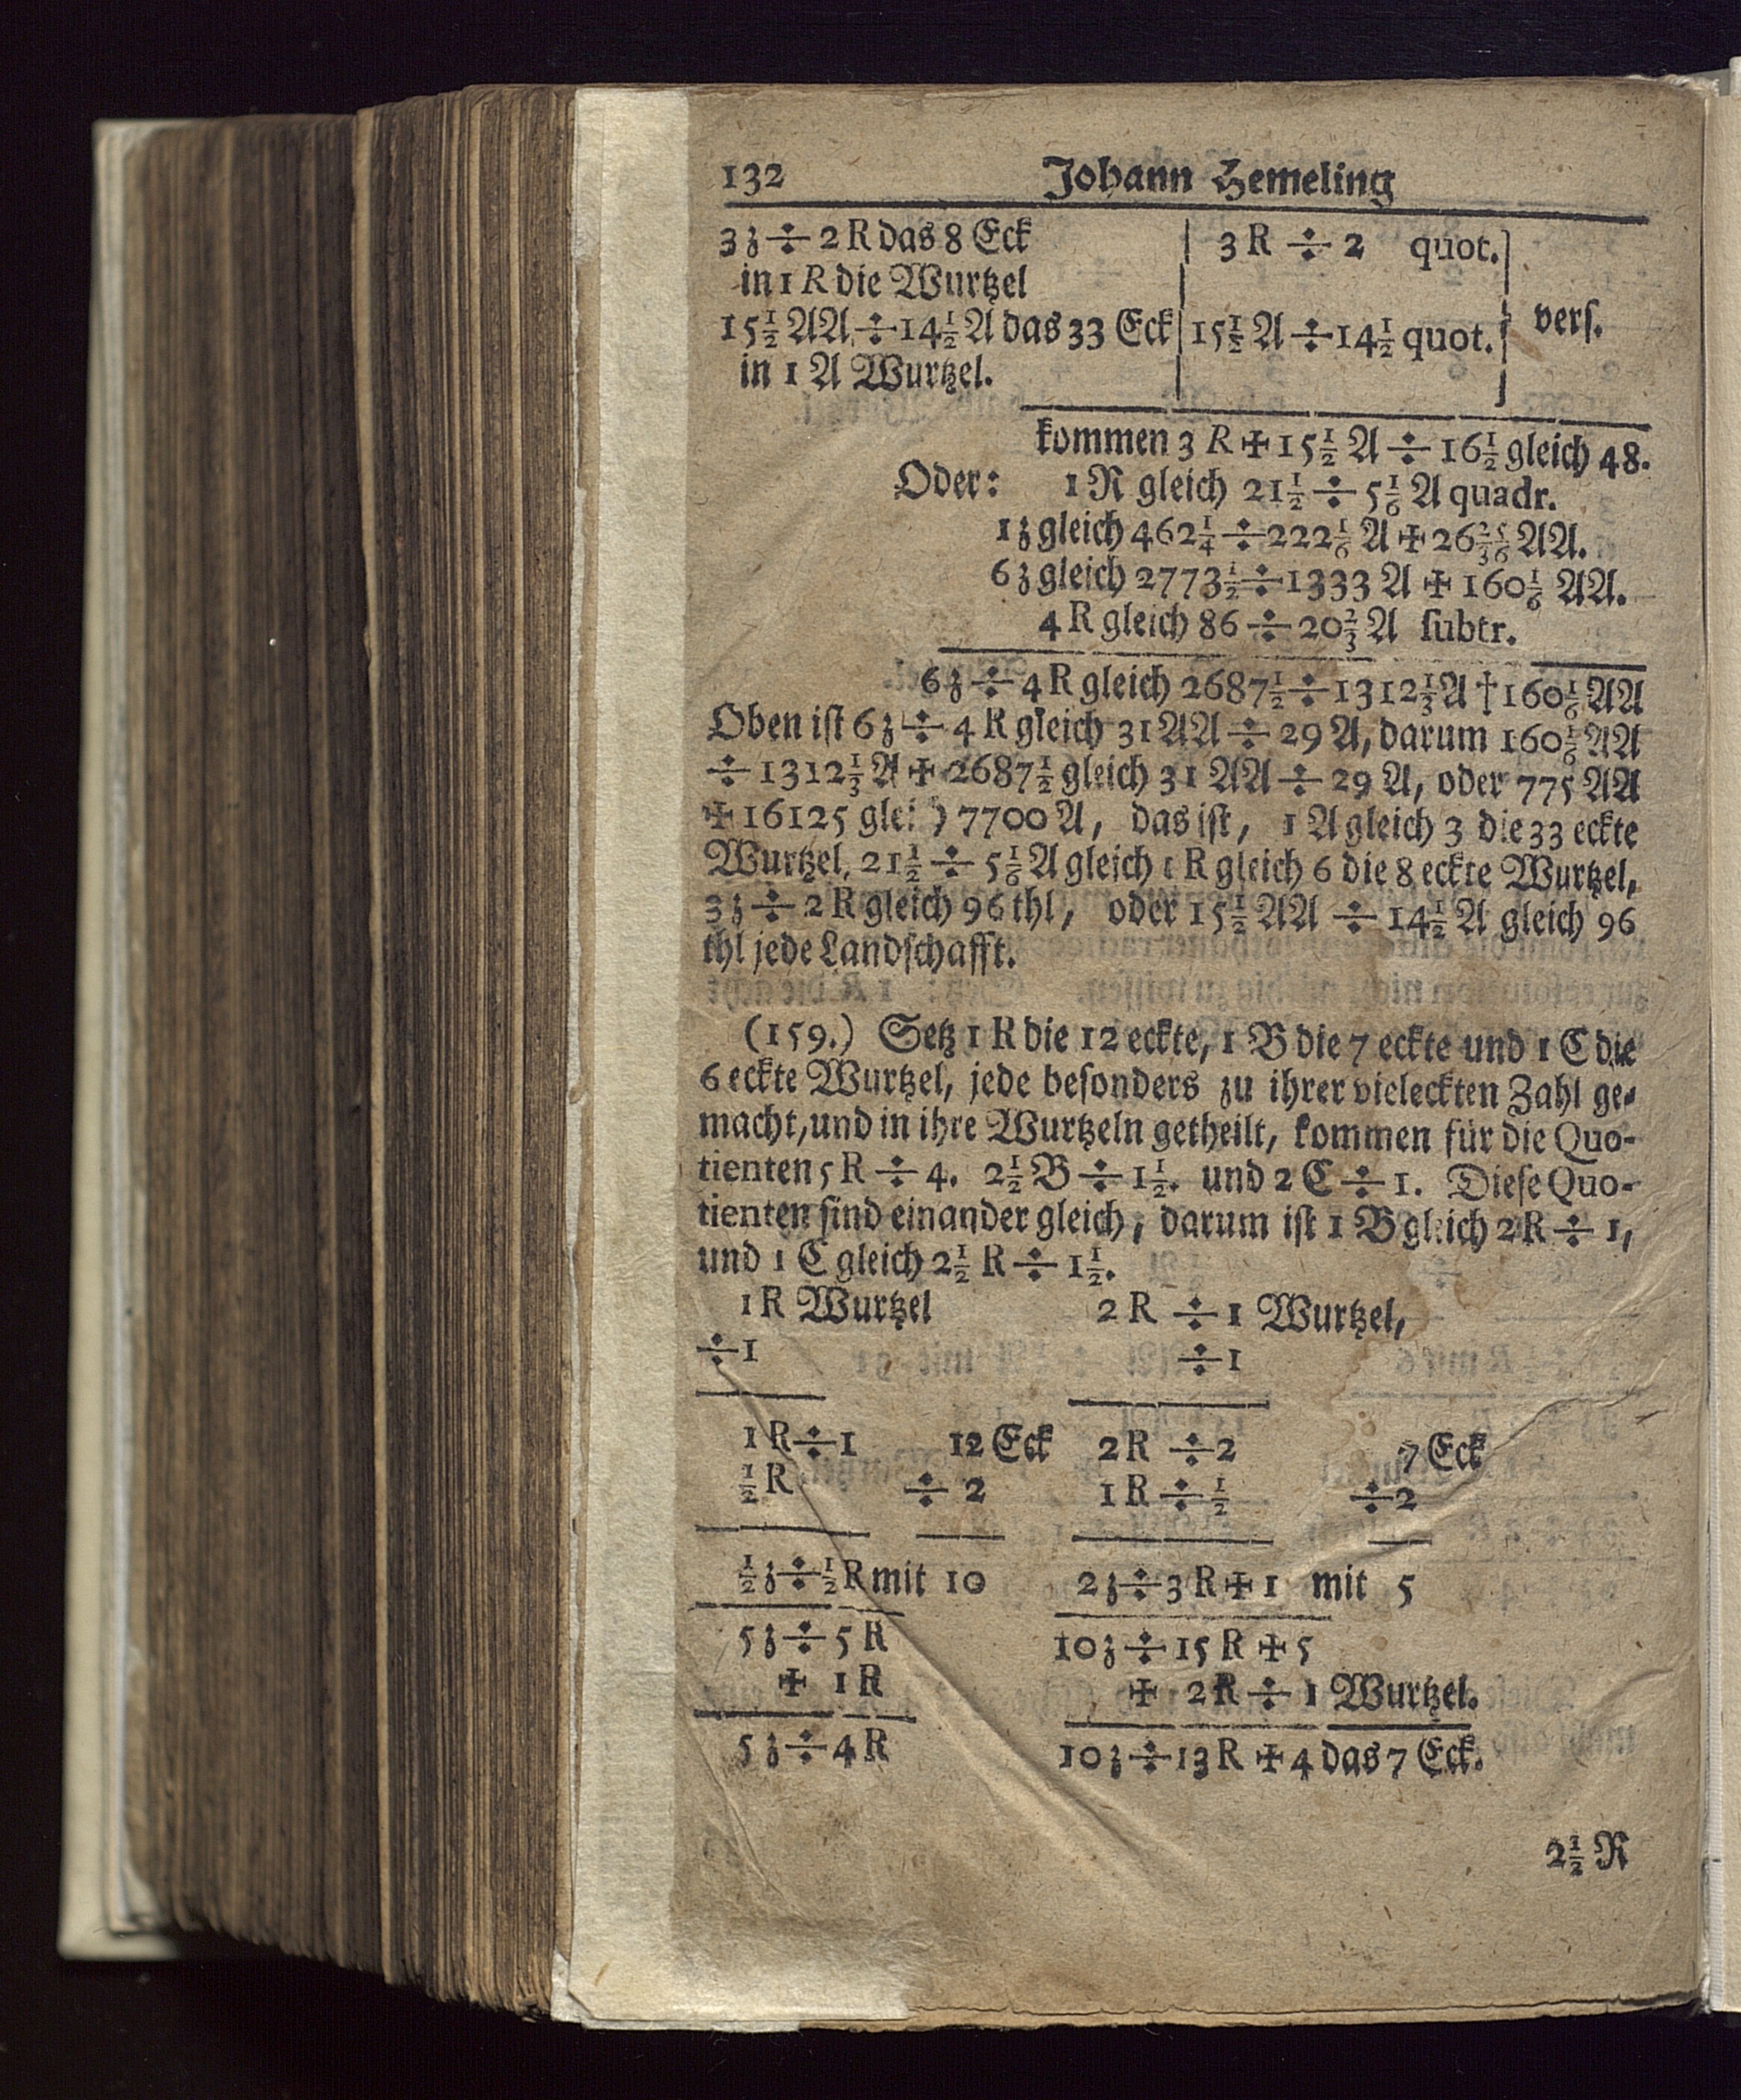 132 Johann Hemeling
3 ʒ ÷ 2 R das 8 Eck | 3 R ÷ 2 quot.
in 1 R die Wurtzel
15½ AA ÷ 14½ A das 33 Eck | 15½ A ÷ 14½ quot. vers.
in 1 A Wurtzel.
kommen 3 R + 15½ A ÷ 16½ gleich 48.
Oder: 1 R gleich 21½ ÷ 5⅙ A quadr.
1 ʒ gleich 462¼ ÷ 222⅙ A + 26 25/36 AA.
6 ʒ gleich 2773½ ÷ 1333 A + 160⅙ AA.
4 R gleich 86 ÷ 20⅔ A subtr.
6 ʒ ÷ 4 R gleich 2687½ ÷ 1312⅓ A † 160⅙ AA
Oben ist 6 ʒ ÷ 4 R gleich 31 AA ÷ 29 A, darum 160⅙ AA
÷ 1312⅓ A + 2687½ gleich 31 AA ÷ 29 A, oder 775 AA
+ 16125 gleich 7700 A, das ist, 1 A gleich 3 die 33 eckte
Wurtzel, 21½ ÷ 5⅙ A gleich 1 R gleich 6 die 8 eckte Wurtzel,
3 ʒ ÷ 2 R gleich 96 thl, oder 15½ AA ÷ 14½ A gleich 96
thl jede Landschafft.
(159.) Setz 1 R die 12 eckte, 1 B die 7 eckte und 1 C die
6 eckte Wurtzel, jede besonders zu ihrer vieleckten Zahl ge-
macht, und in ihre Wurtzeln getheilt, kommen für die Quo-
tienten 5 R ÷ 4. 2½ B ÷ 1½. und 2 C ÷ 1. Diese Quo-
tienten sind einander gleich, darum ist 1 B gleich 2 R ÷ 1,
und 1 C gleich 2½ R ÷ 1½.
1 R Wurtzel 2 R ÷ 1 Wurtzel,
÷ 1 ÷ 1
1 R ÷ 1 12 Eck 2 R ÷ 2 7 Eck
½ R ÷ 2 1 R ÷ ½ ÷ 2
½ ʒ ÷ ½ R mit 10 2 ʒ ÷ 3 R + 1 mit 5
5 ʒ ÷ 5 R 10 ʒ ÷ 15 R + 5
+ 1 R + 2 R ÷ 1 Wurtzel.
5 ʒ ÷ 4 R 10 ʒ ÷ 13 R + 4 das 7 Eck.
2½ R